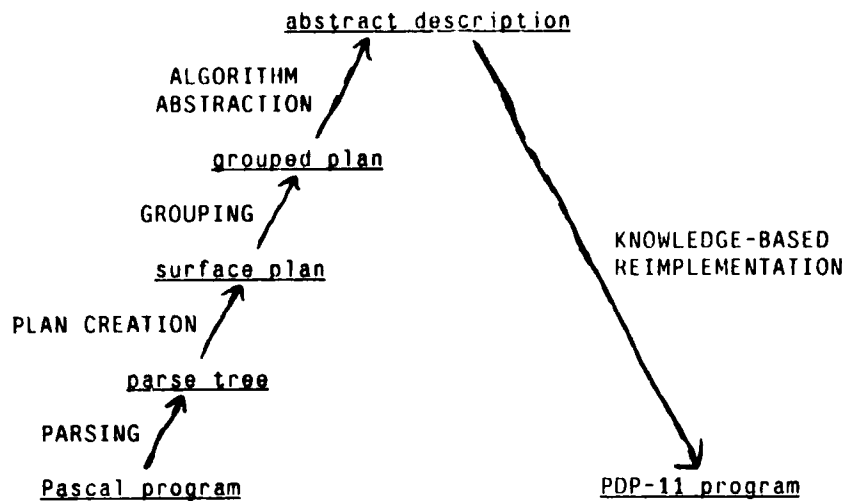 abstract description
ALGORITHM
ABSTRACTION
grouped plan
GROUPING
KNOWLEDGE-BASED
REIMPLEMENTATION
surface plan
PLAN CREATION
parse tree
PARSING
Pascal program
PDP-11 program